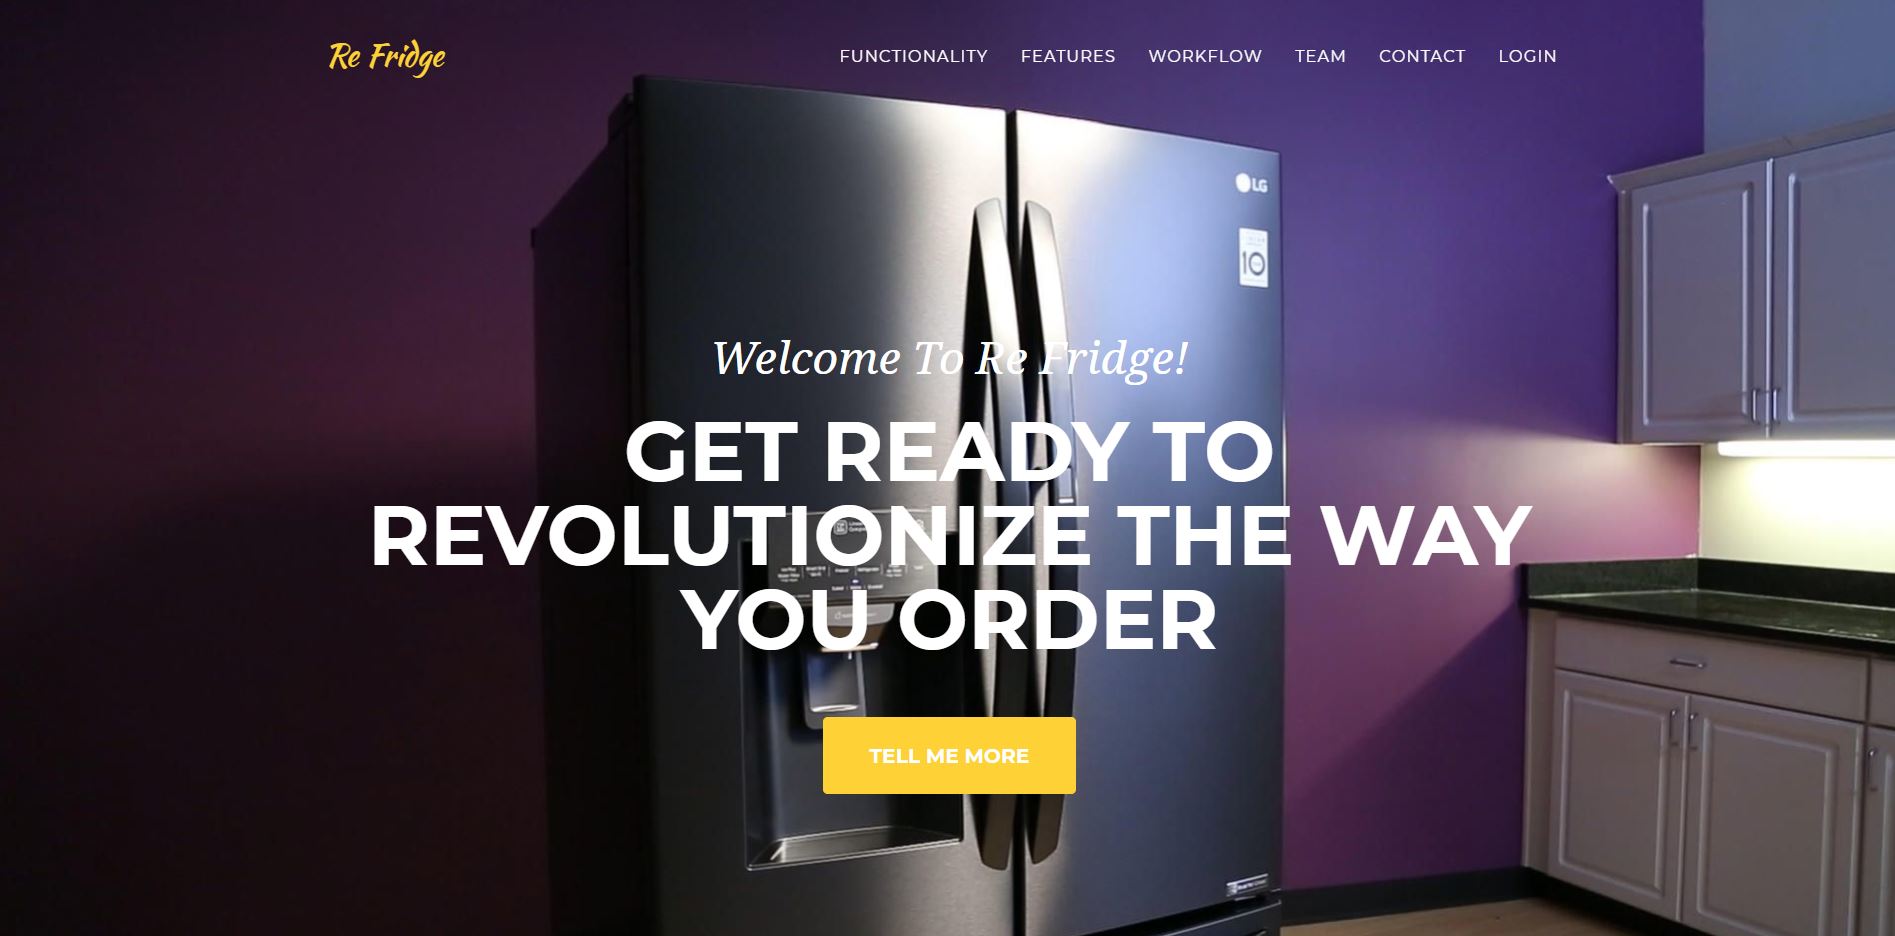 Re Fridge
FUNCTIONALITY FEATURES WORKFLOW TEAM CONTACT LOGIN
LG
10
Welcome To Re Fridge!
GET READY TO
REVOLUTIONIZE THE WAY
YOU ORDER
TELL ME MORE